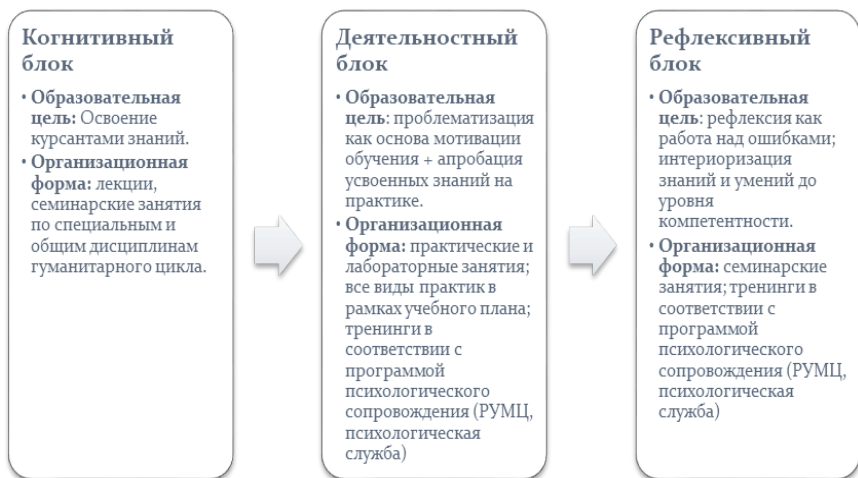 Когнитивный
блок
• Образовательная
цель: Освоение
курсантами знаний.
• Организационная
форма: лекции,
семинарские занятия
по специальным и
общим дисциплинам
гуманитарного цикла.
Деятельностный
блок
• Образовательная
цель: проблематизация
как основа мотивации
обучения + апробация
усвоенных знаний на
практике.
• Организационная
форма: практические и
лабораторные занятия;
все виды практик в
рамках учебного плана;
тренинги в
соответствии с
программой
психологического
сопровождения (РУМЦ,
психологическая
служба)
Рефлексивный
блок
• Образовательная
цель: рефлексия как
работа над ошибками;
интериоризация
знаний и умений до
уровня
компетентности.
• Организационная
форма: семинарские
занятия; тренинги в
соответствии с
программой
психологического
сопровождения (РУМЦ,
психологическая
служба)